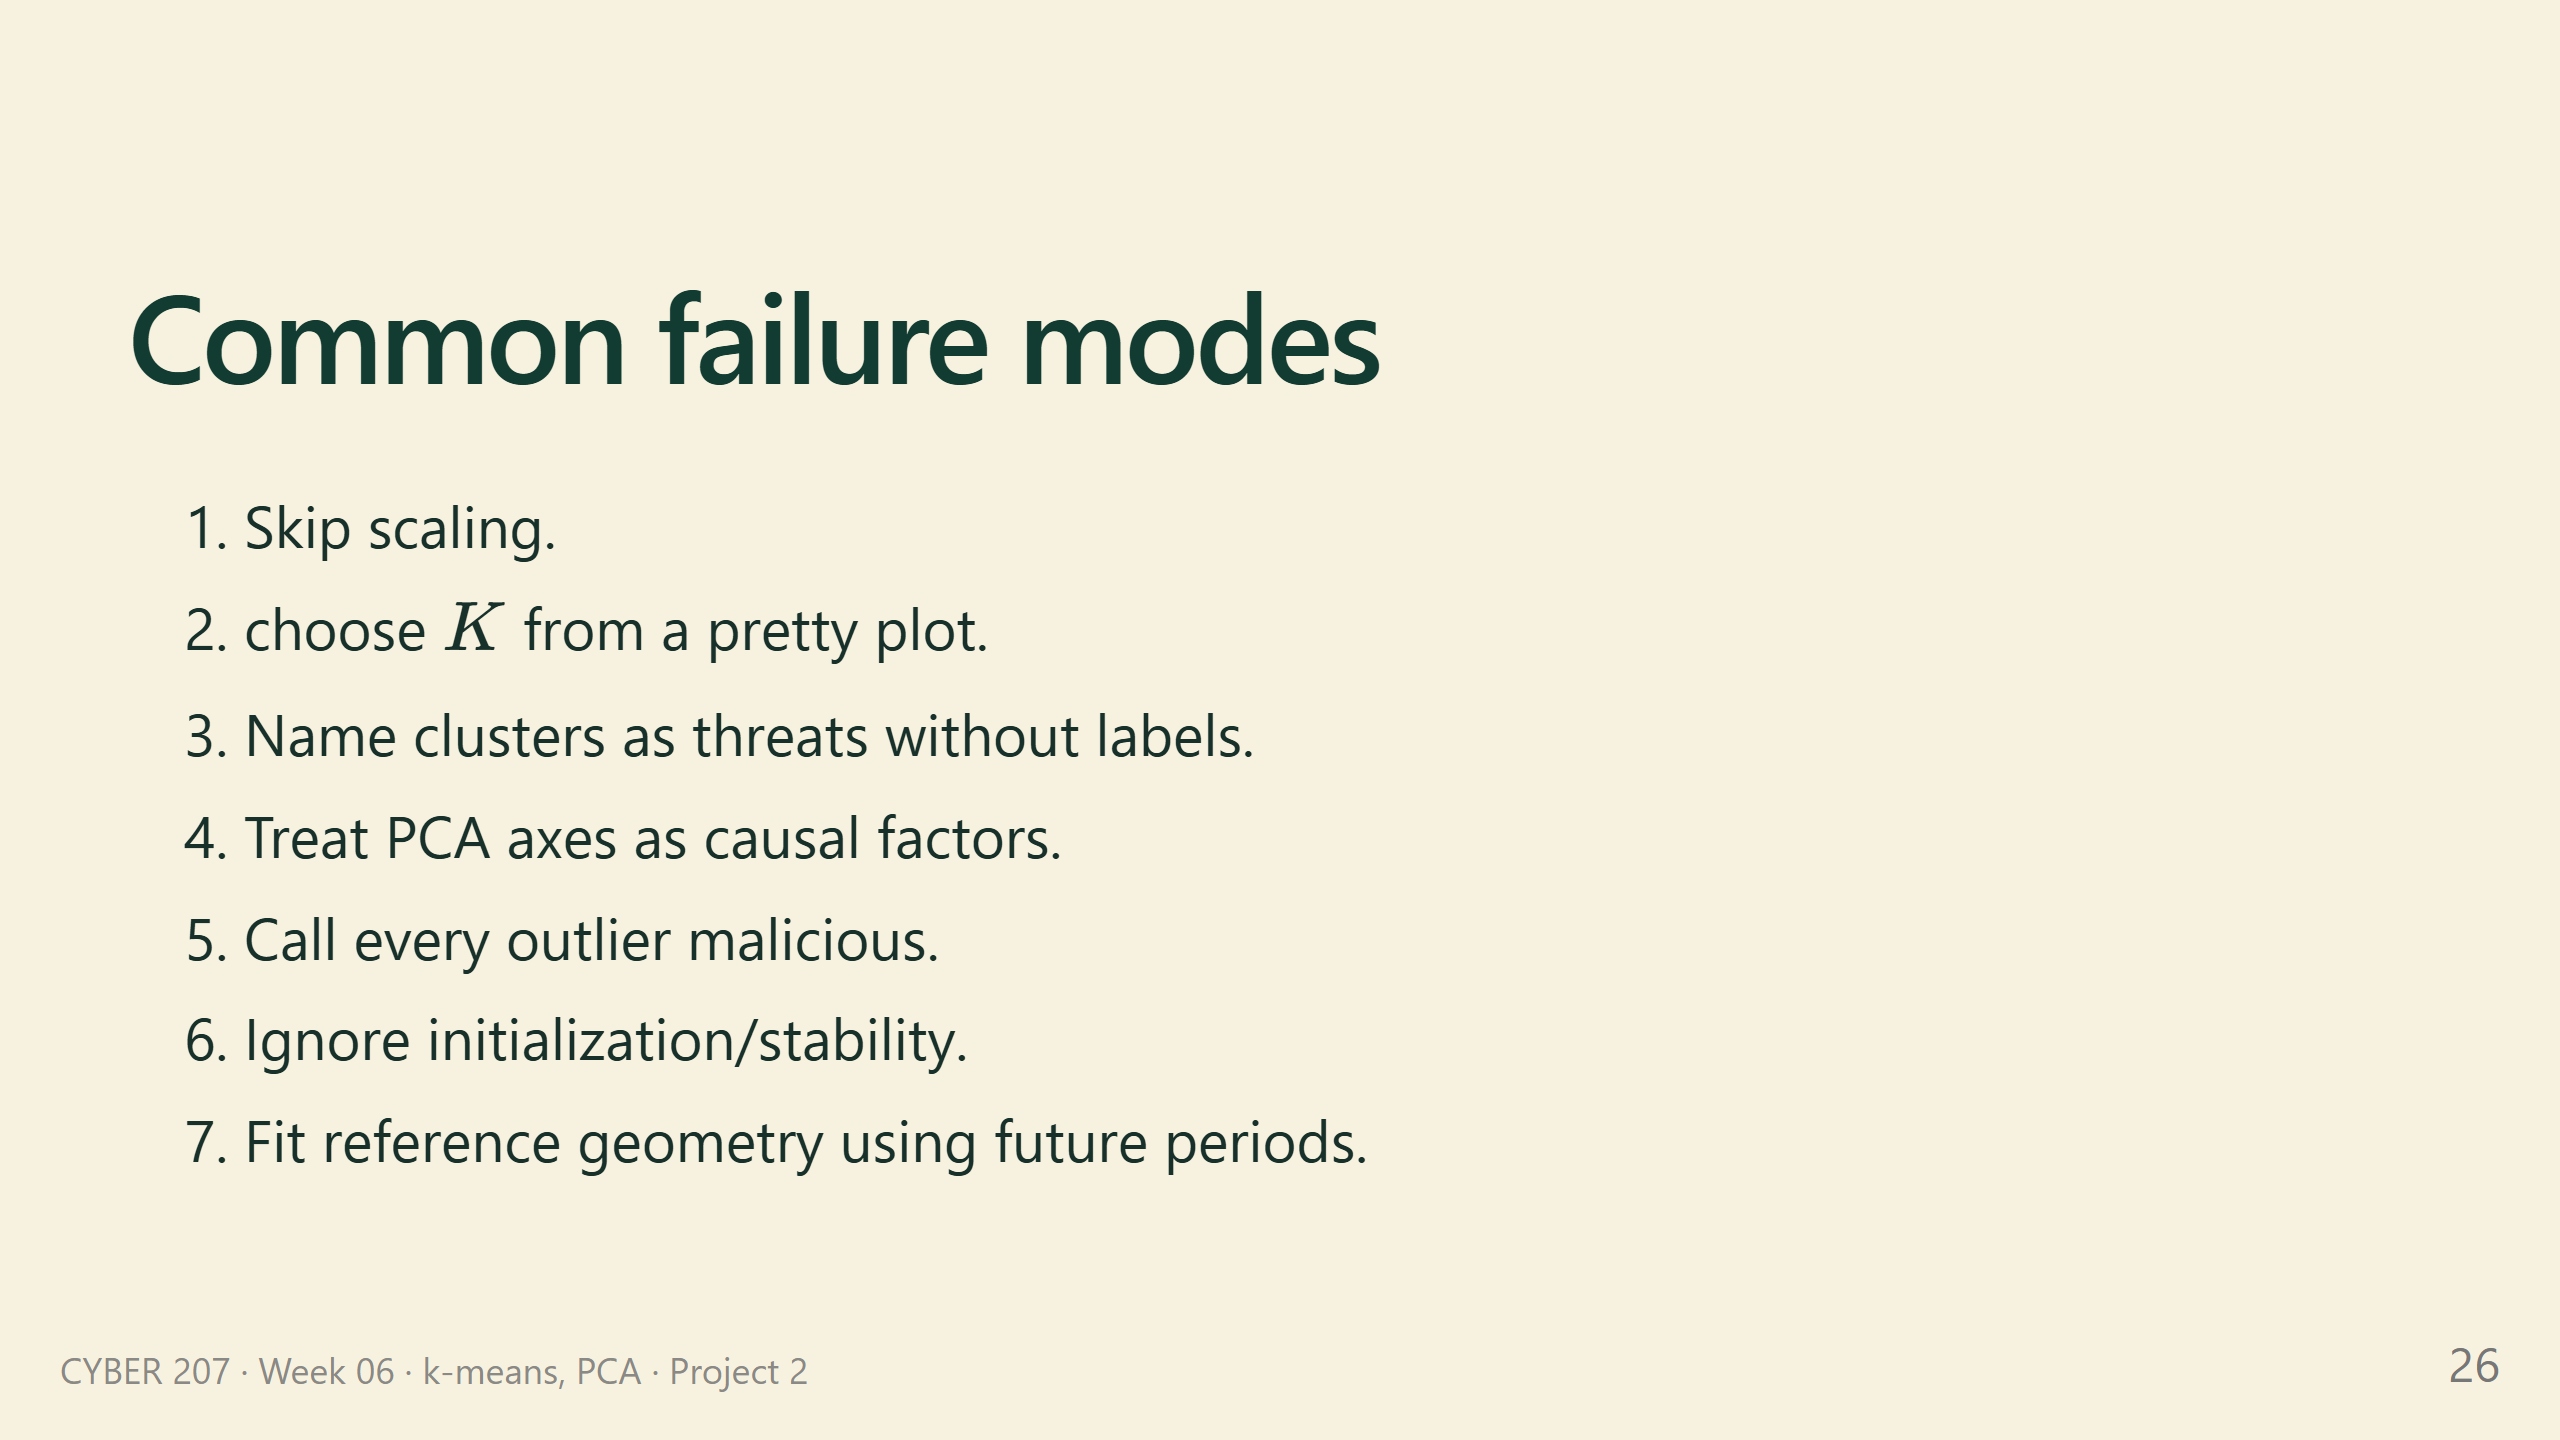 Common failure modes
1. Skip scaling.
2. choose K from a pretty plot.
3. Name clusters as threats without labels.
4. Treat PCA axes as causal factors.
5. Call every outlier malicious.
6. Ignore initialization/stability.
7. Fit reference geometry using future periods.
CYBER 207 · Week 06 · k-means, PCA · Project 2
26